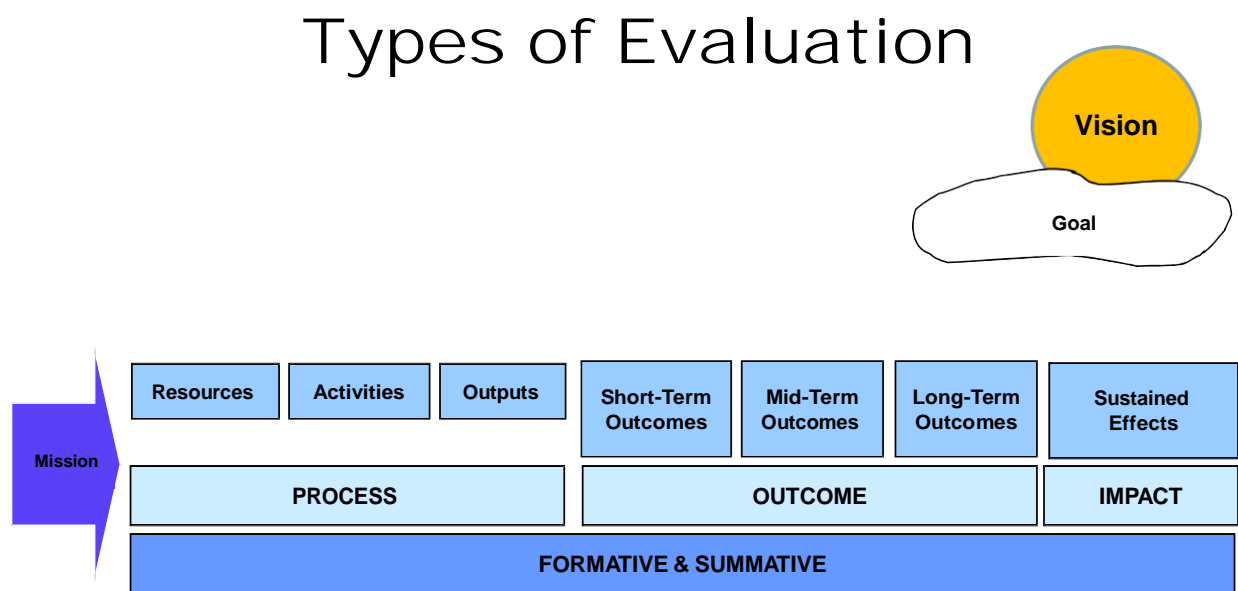 Types of Evaluation
Vision
Goal
Mission
Resources
Activities
Outputs
Short-Term
Outcomes
Mid-Term
Outcomes
Long-Term
Outcomes
Sustained
Effects
PROCESS
OUTCOME
IMPACT
FORMATIVE & SUMMATIVE